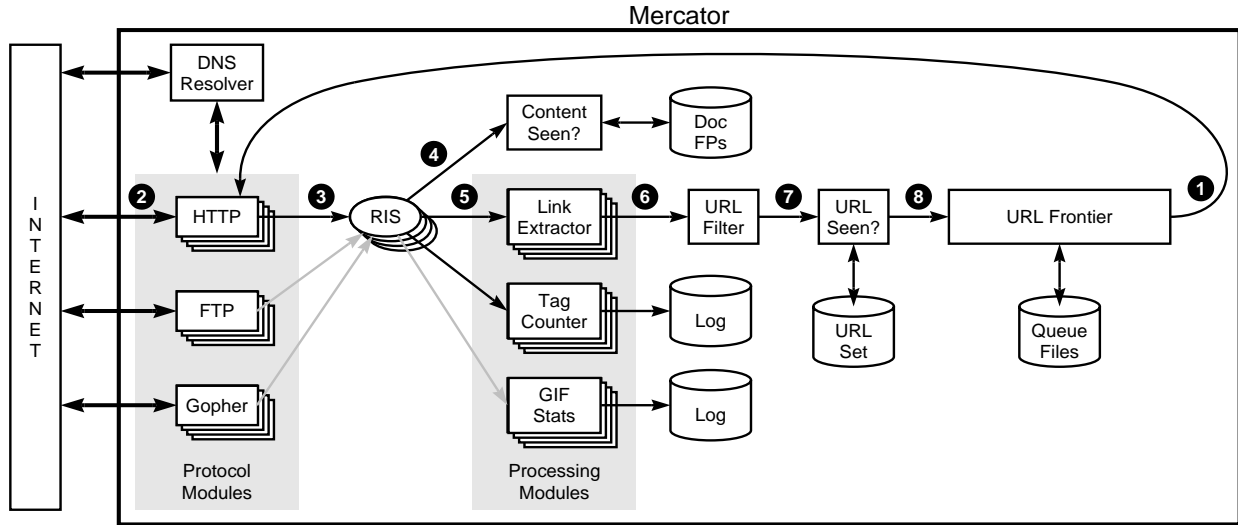 Mercator
INTERNET
DNS
Resolver
Content
Seen?
Doc
FPs
4
1
2
HTTP
3
RIS
5
Link
Extractor
6
URL
Filter
7
URL
Seen?
8
URL Frontier
FTP
Tag
Counter
Log
URL
Set
Queue
Files
Gopher
GIF
Stats
Log
Protocol
Modules
Processing
Modules